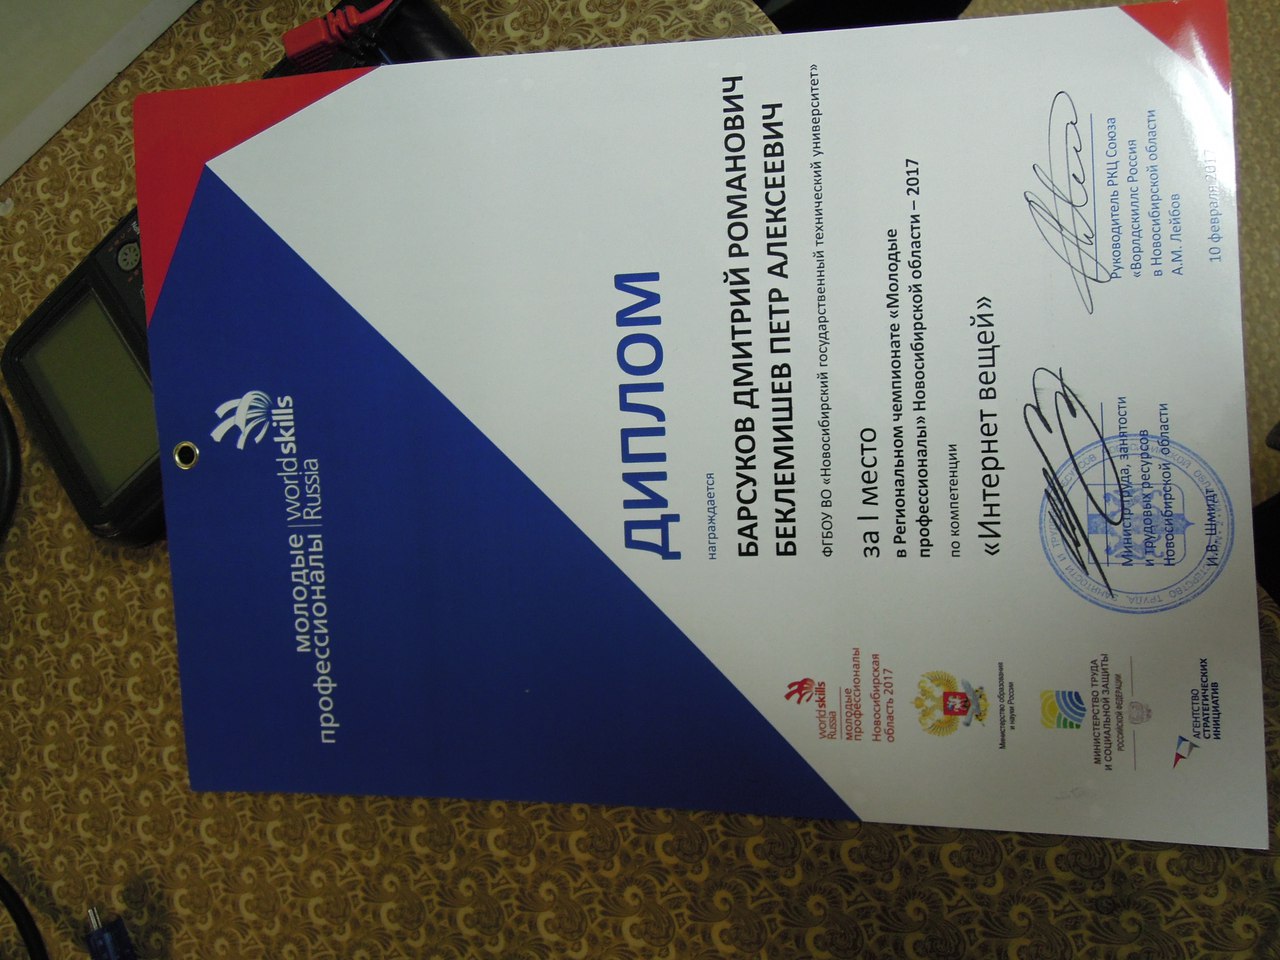 молодые
профессионалы
worldskills
Russia
ДИПЛОМ
награждается
БАРСУКОВ ДМИТРИЙ РОМАНОВИЧ
БЕКЛЕМИШЕВ ПЕТР АЛЕКСЕЕВИЧ
ФГБОУ ВО «Новосибирский государственный технический университет»
за I место
в Региональном чемпионате «Молодые
профессионалы» Новосибирской области – 2017
по компетенции
«Интернет вещей»
Министр труда, занятости
и трудовых ресурсов
Новосибирской области
И.В. Шмидт
Руководитель РКЦ Союза
«Ворлдскиллс Россия
в Новосибирской области
А.М. Лейбов
10 февраля 2017
worldskills
Russia
молодые
профессионалы
Новосибирская
область 2017
Министерство образования
и науки России
МИНИСТЕРСТВО ТРУДА
И СОЦИАЛЬНОЙ ЗАЩИТЫ
РОССИЙСКОЙ ФЕДЕРАЦИИ
АГЕНТСТВО
СТРАТЕГИЧЕСКИХ
ИНИЦИАТИВ